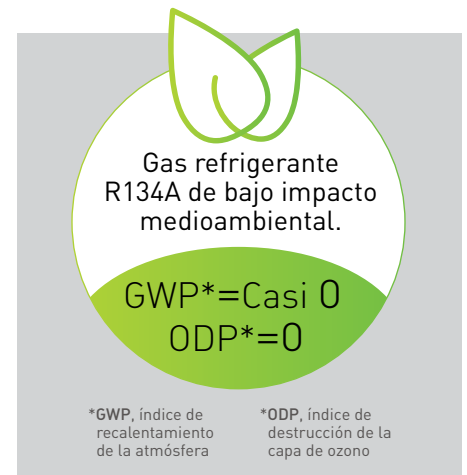 Gas refrigerante
R134A de bajo impacto
medioambiental.
GWP*=Casi 0
ODP*=0
*GWP, índice de
recalentamiento
de la atmósfera
*ODP, índice de
destrucción de la
capa de ozono